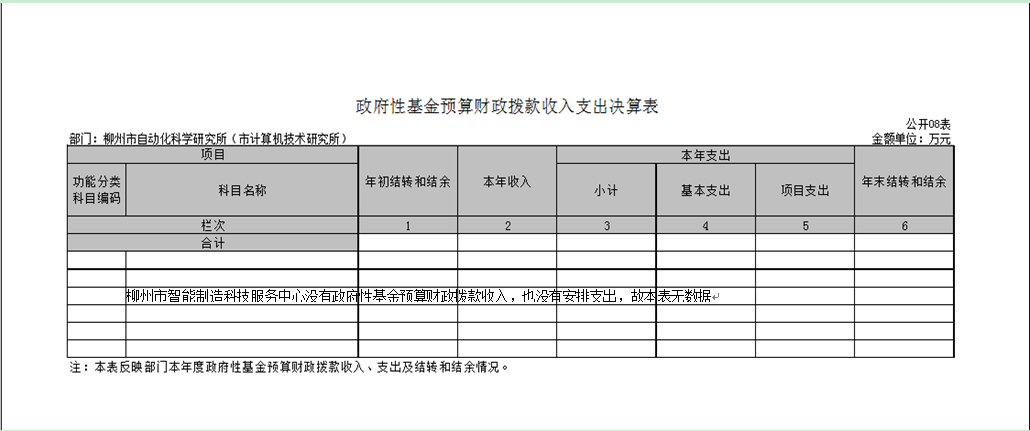 政府性基金预算财政拨款收入支出决算表
公开08表
部门：柳州市自动化科学研究所（市计算机技术研究所） 金额单位：万元
项目 年初结转和结余 本年收入 本年支出 年末结转和结余
功能分类科目编码 科目名称 小计 基本支出 项目支出
栏次 1 2 3 4 5 6
合计
柳州市智能制造科技服务中心没有政府性基金预算财政拨款收入，也没有安排支出，故本表无数据
注：本表反映部门本年度政府性基金预算财政拨款收入、支出及结转和结余情况。